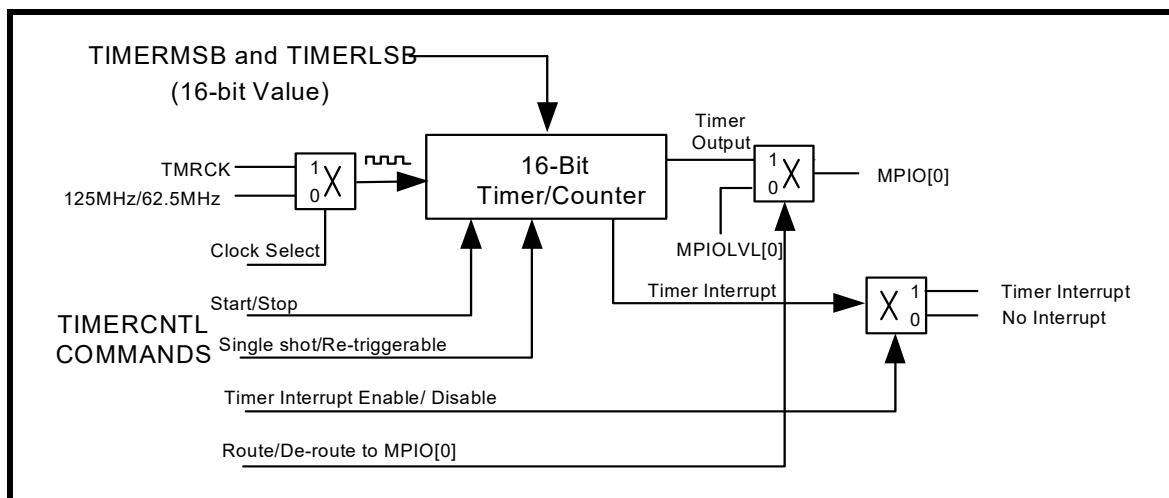 TIMERMSB and TIMERLSB
(16-bit Value)
Timer
Output
TMRCK
1
0
X
125MHz/62.5MHz
16-Bit
Timer/Counter
1
0
X
MPIO[0]
Clock Select
MPIOLVL[0]
Start/Stop
Timer Interrupt
X
1
0
Timer Interrupt
No Interrupt
TIMERCNTL
COMMANDS
Single shot/Re-triggerable
Timer Interrupt Enable/ Disable
Route/De-route to MPIO[0]